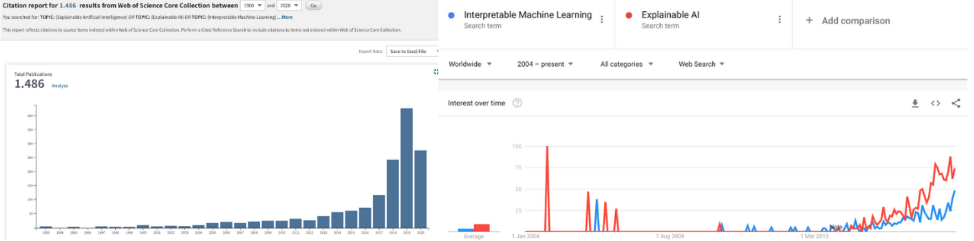 Citation report for 1.486 results from Web of Science Core Collection between 1900 and 2020 Go
You searched for: TOPIC: (Explainable Artificial Intelligence) OR TOPIC: (Explainable AI) OR TOPIC: (Interpretable Machine Learning) ...More
This report reflects citations to source items indexed within Web of Science Core Collection. Perform a Cited Reference Search to include citations to items not indexed within Web of Science Core Collection.
Export Data: Save to Excel File
Total Publications
1.486 Analyze
Interpretable Machine Learning
Search term
Explainable AI
Search term
+ Add comparison
Worldwide
2004 – present
All categories
Web Search
Interest over time
100
75
50
25
Average
1 Jan 2004
1 Aug 2009
1 Mar 2015
Note